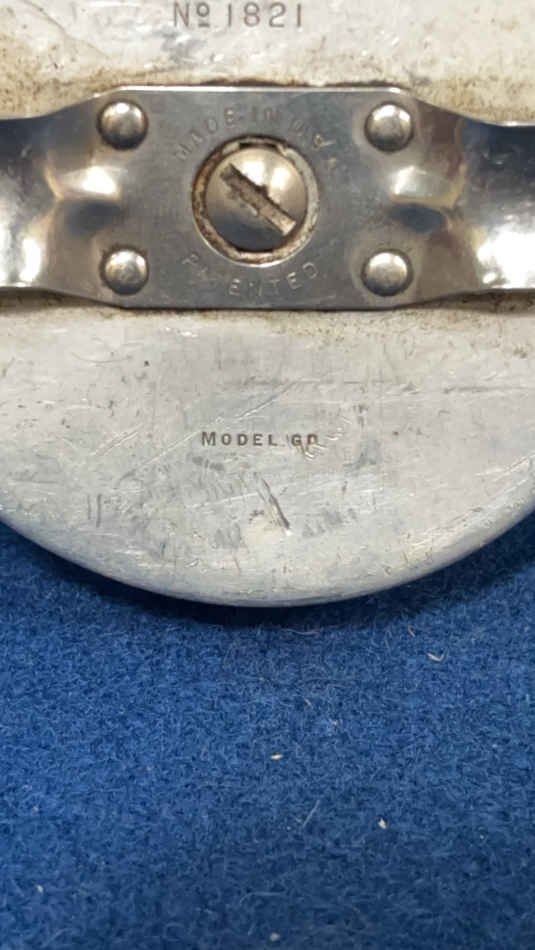 Nº 1821
MADE IN U.S.A.
PATENTED
MODEL GD